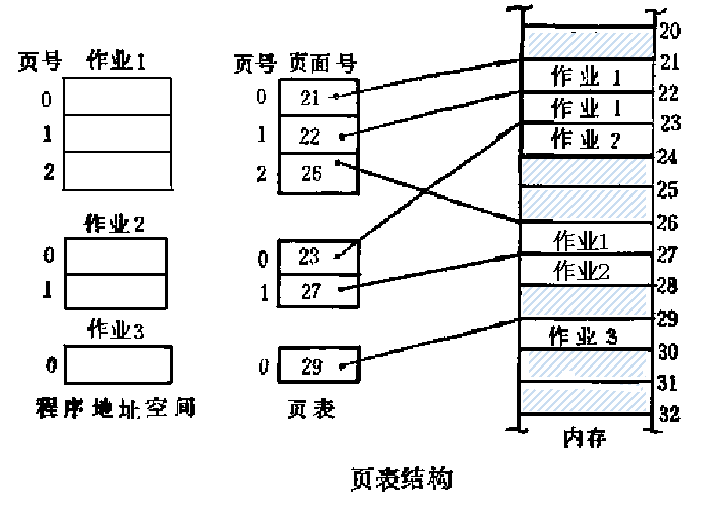 页号 作业1
0
1
2
作业2
0
1
作业3
0
程序地址空间
页号 页面号
0 21
1 22
2 26
0 23
1 27
0 29
页表
20
21
作业 1
22
作业 1
23
作业 2
24
25
26
作业1
27
作业2
28
29
作业 3
30
31
32
内存
页表结构